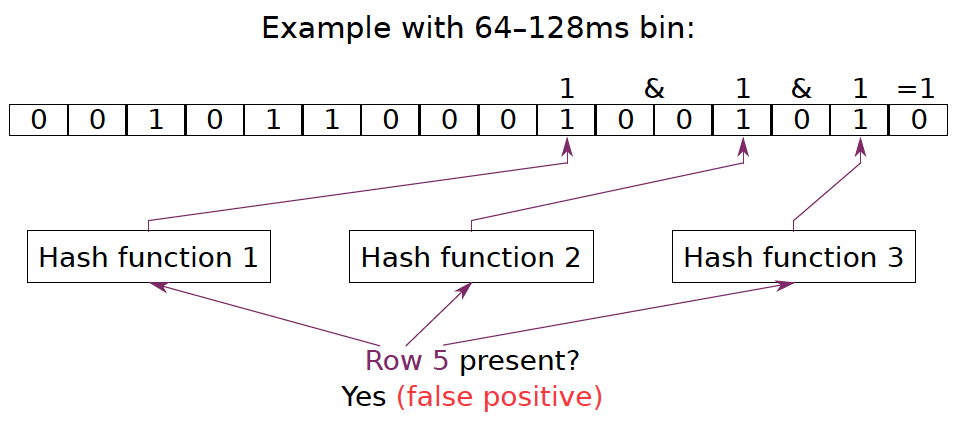 Example with 64–128ms bin:
1 & 1 & 1 =1
0 0 1 0 1 1 0 0 0 1 0 0 1 0 1 0
Hash function 1 Hash function 2 Hash function 3
Row 5 present?
Yes (false positive)